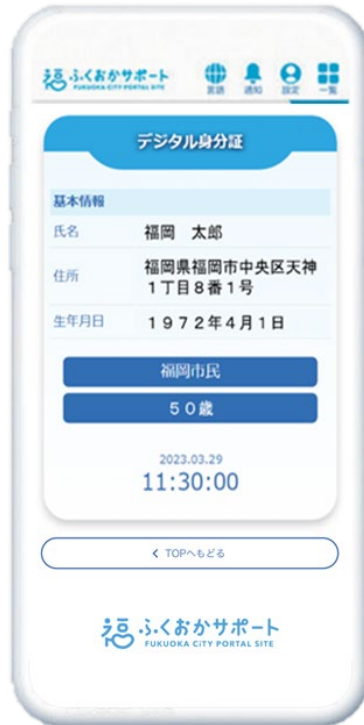 福 ふくおかサポート
FUKUOKA CITY PORTAL SITE
言語 通知 設定 一覧
デジタル身分証
基本情報
氏名 福岡 太郎
住所 福岡県福岡市中央区天神
1丁目8番1号
生年月日 1972年4月1日
福岡市民
50歳
2023.03.29
11:30:00
< TOPへもどる
福 ふくおかサポート
FUKUOKA CITY PORTAL SITE